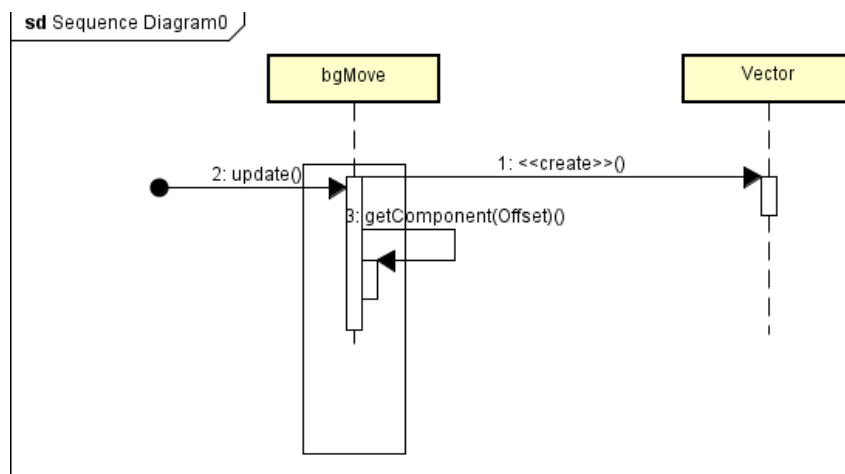 sd Sequence Diagram0
bgMove
Vector
1: <<create>>()
2: update()
3: getComponent(Offset)()